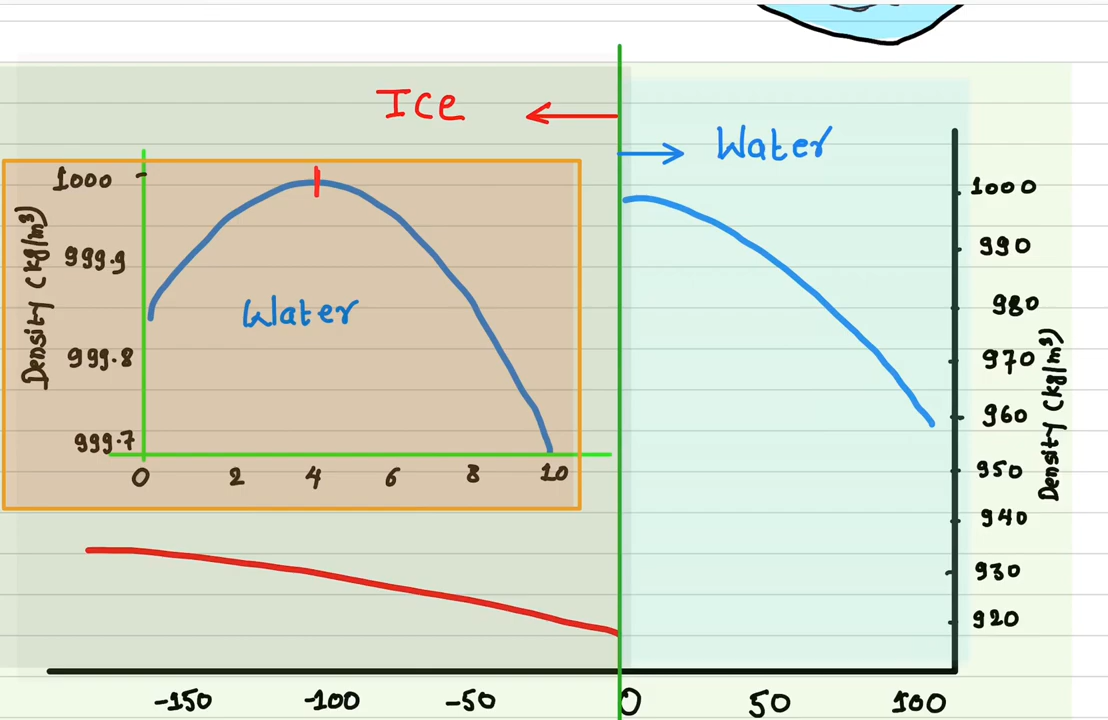 Ice
Water
1000
999.9
999.8
999.7
Density (kg/m³)
Water
0 2 4 6 8 10
1000
990
980
970
960
950
940
930
920
Density (kg/m³)
-150 -100 -50 0 50 100